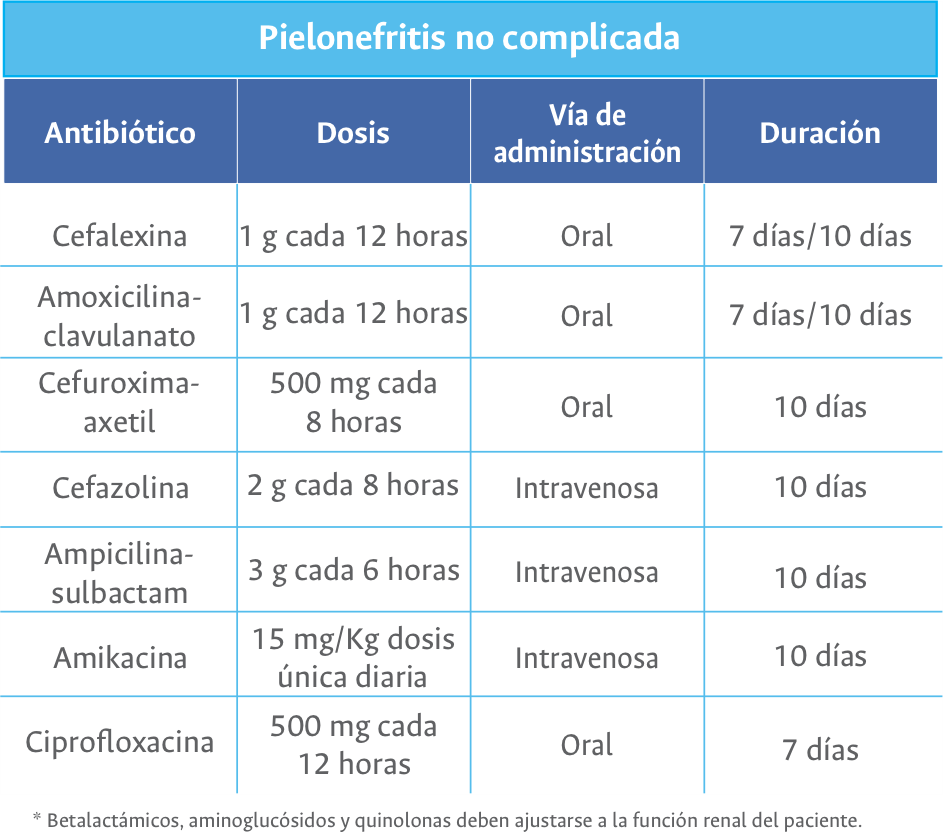 Pielonefritis no complicada
Antibiótico
Dosis
Vía de
administración
Duración
Cefalexina
1 g cada 12 horas
Oral
7 días/10 días
Amoxicilina-
clavulanato
1 g cada 12 horas
Oral
7 días/10 días
Cefuroxima-
axetil
500 mg cada
8 horas
Oral
10 días
Cefazolina
2 g cada 8 horas
Intravenosa
10 días
Ampicilina-
sulbactam
3 g cada 6 horas
Intravenosa
10 días
Amikacina
15 mg/Kg dosis
única diaria
Intravenosa
10 días
Ciprofloxacina
500 mg cada
12 horas
Oral
7 días
* Betalactámicos, aminoglucósidos y quinolonas deben ajustarse a la función renal del paciente.